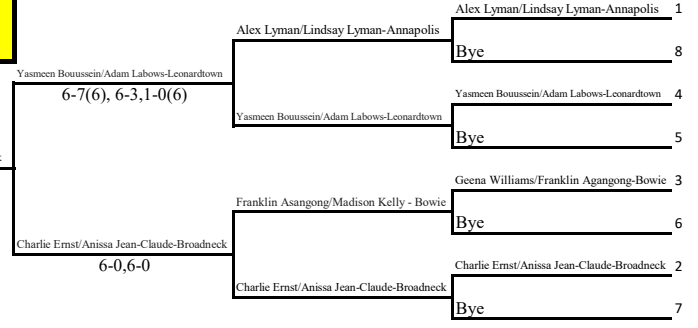 Alex Lyman/Lindsay Lyman-Annapolis 1
Alex Lyman/Lindsay Lyman-Annapolis
Bye 8
Yasmeen Bouussein/Adam Labows-Leonardtown
6-7(6), 6-3,1-0(6)
Yasmeen Bouussein/Adam Labows-Leonardtown 4
Yasmeen Bouussein/Adam Labows-Leonardtown
Bye 5
Geena Williams/Franklin Agangong-Bowie 3
Franklin Asangong/Madison Kelly - Bowie
Bye 6
Charlie Ernst/Anissa Jean-Claude-Broadneck
6-0,6-0
Charlie Ernst/Anissa Jean-Claude-Broadneck 2
Charlie Ernst/Anissa Jean-Claude-Broadneck
Bye 7